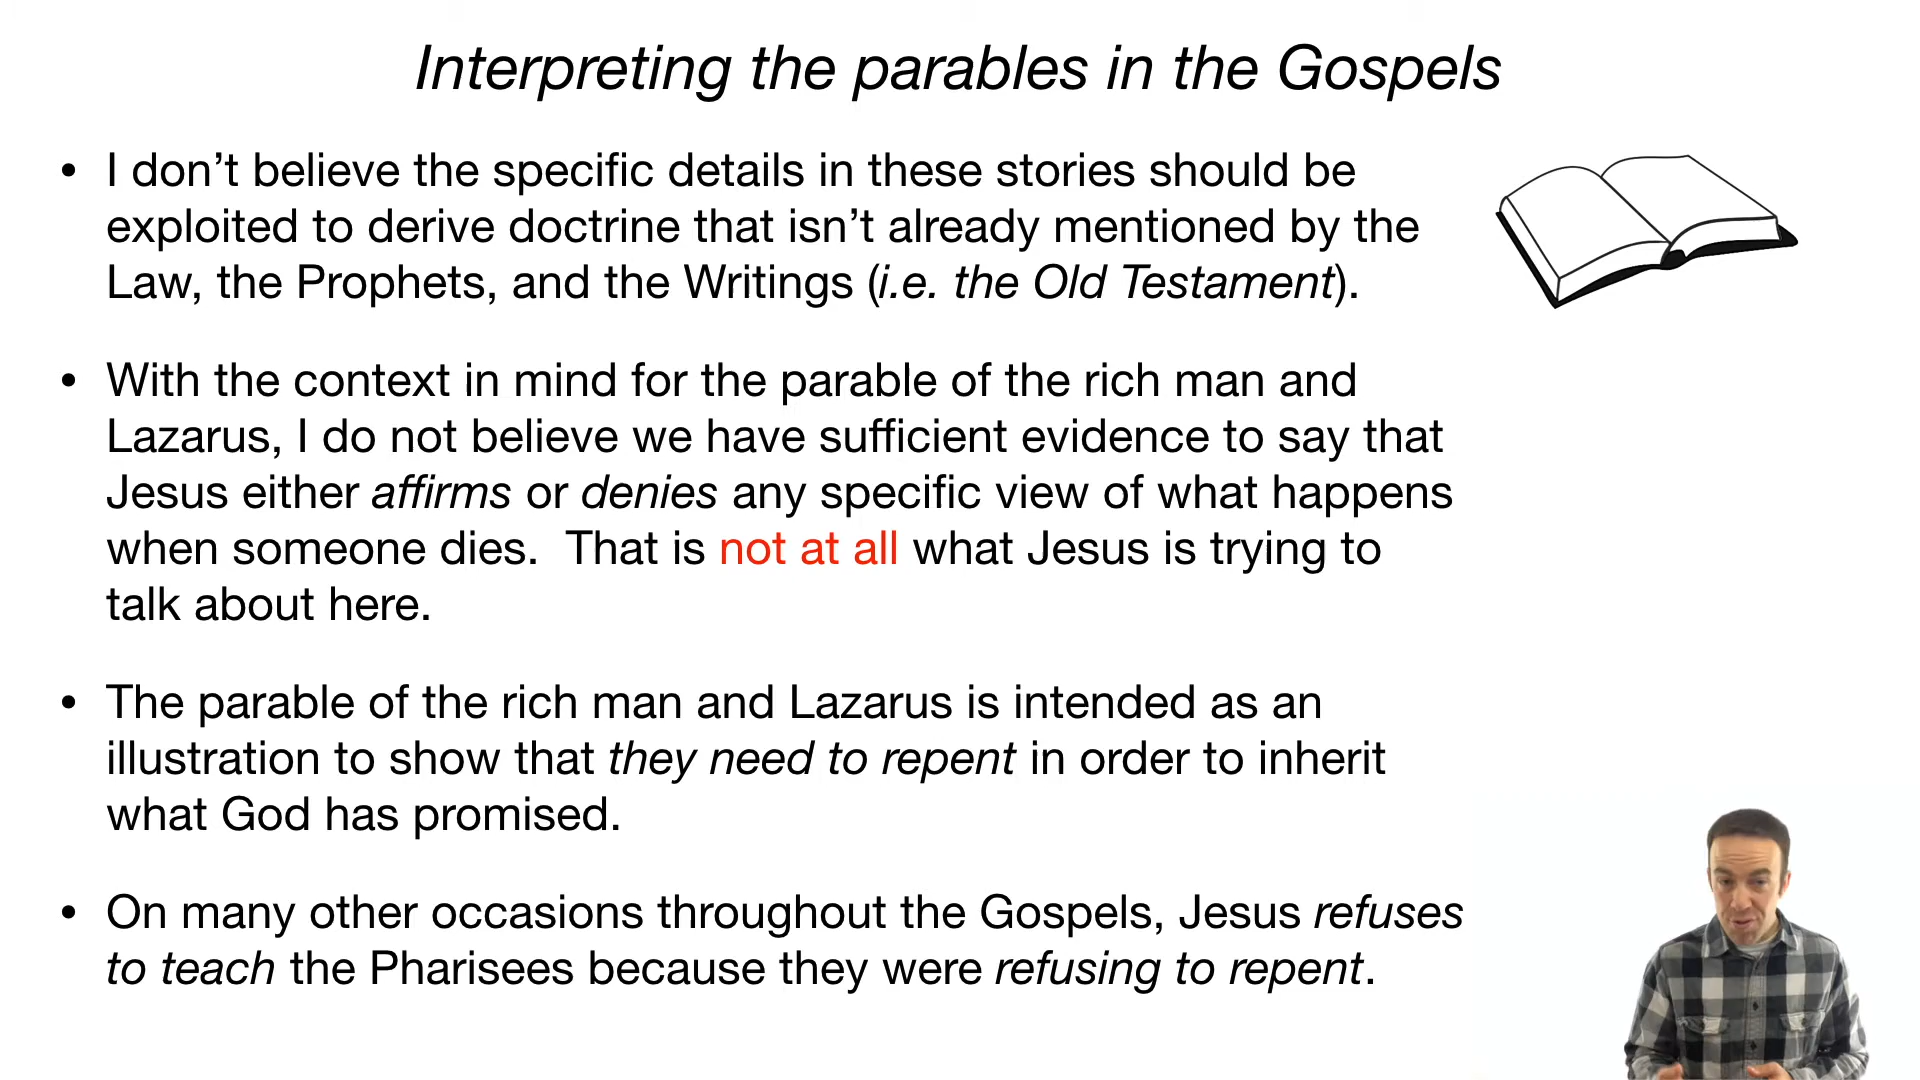 Interpreting the parables in the Gospels
• I don’t believe the specific details in these stories should be
exploited to derive doctrine that isn’t already mentioned by the
Law, the Prophets, and the Writings (i.e. the Old Testament).
• With the context in mind for the parable of the rich man and
Lazarus, I do not believe we have sufficient evidence to say that
Jesus either affirms or denies any specific view of what happens
when someone dies.  That is not at all what Jesus is trying to
talk about here.
• The parable of the rich man and Lazarus is intended as an
illustration to show that they need to repent in order to inherit
what God has promised.
• On many other occasions throughout the Gospels, Jesus refuses
to teach the Pharisees because they were refusing to repent.